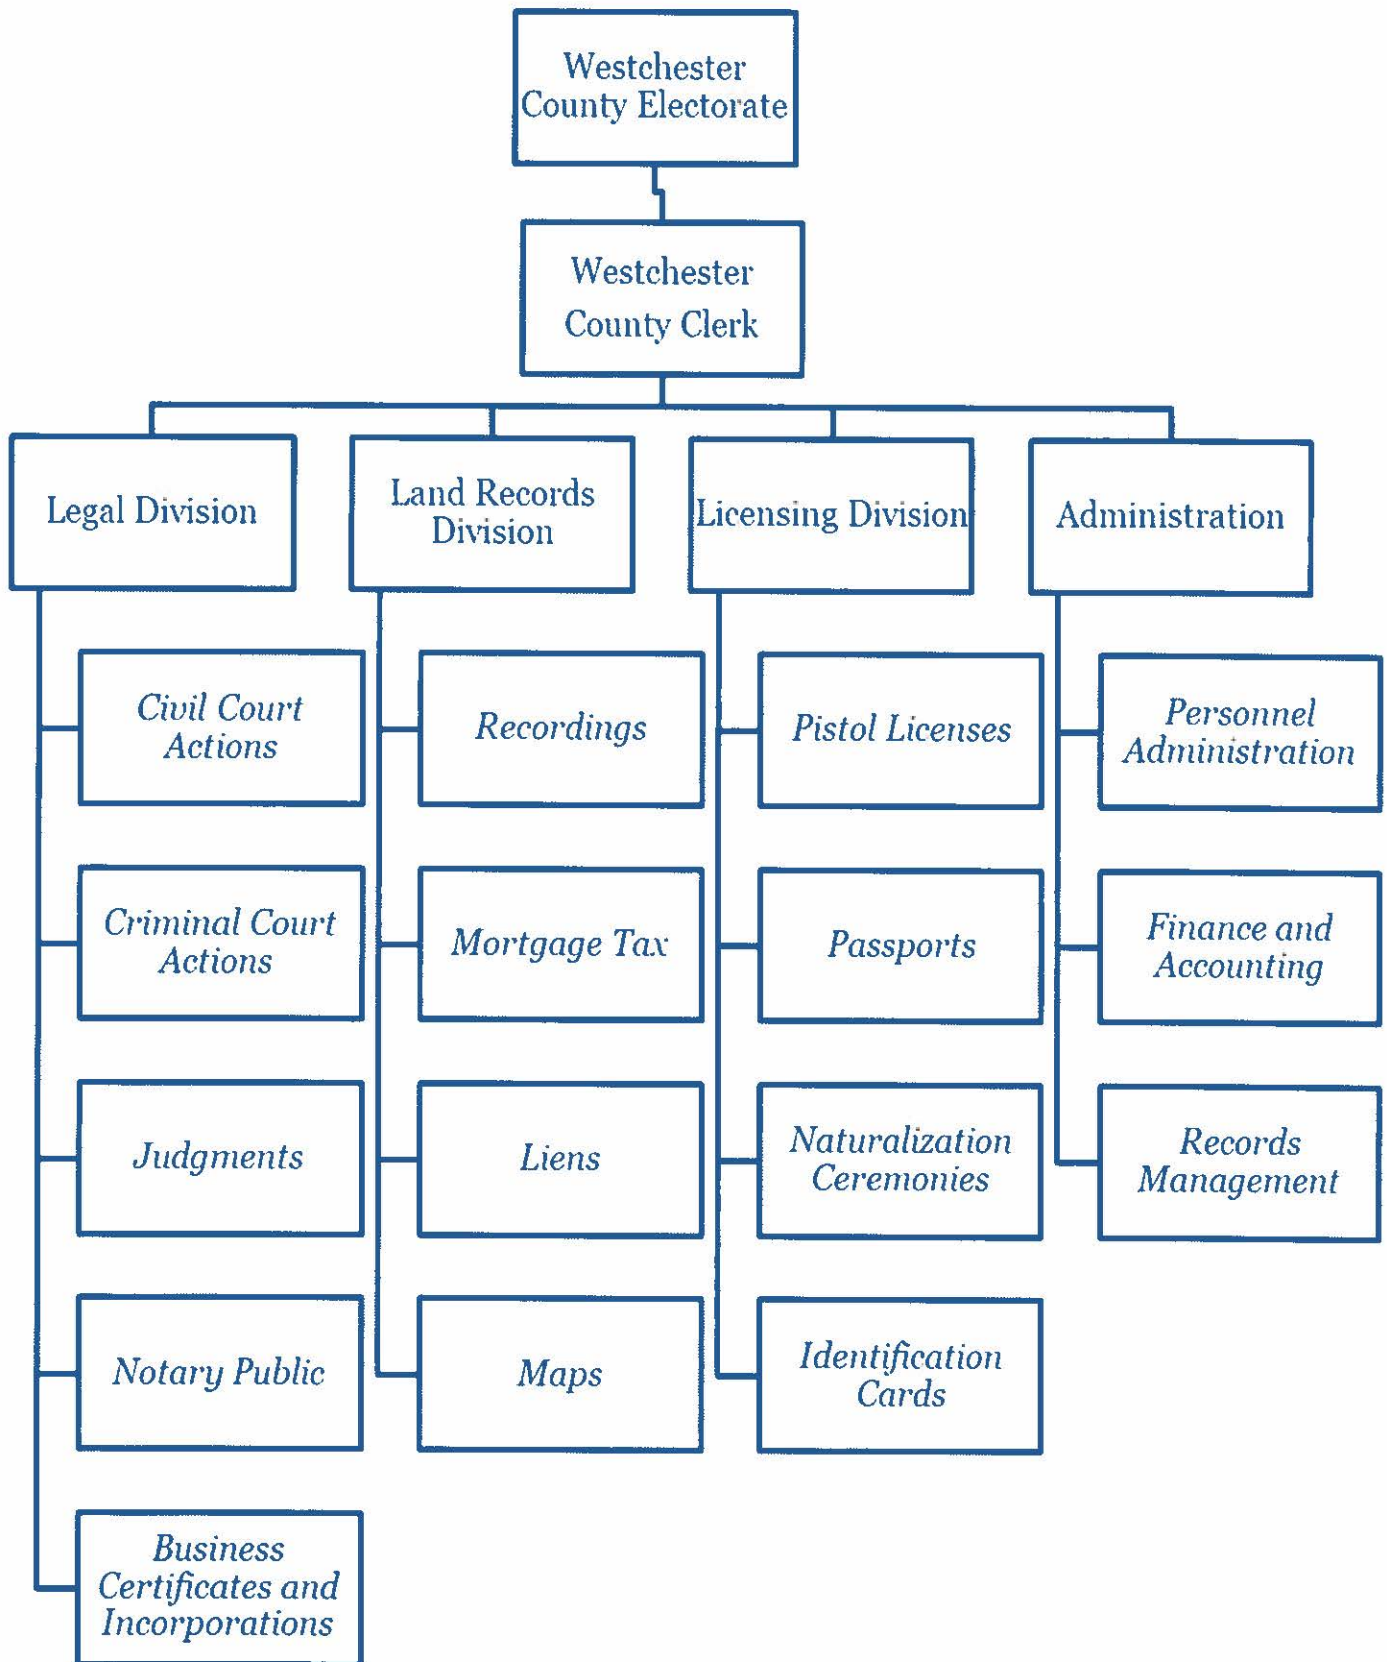 Westchester
County Electorate
Westchester
County Clerk
Legal Division
Land Records
Division
Licensing Division
Administration
Civil Court
Actions
Recordings
Pistol Licenses
Personnel
Administration
Criminal Court
Actions
Mortgage Tax
Passports
Finance and
Accounting
Judgments
Liens
Naturalization
Ceremonies
Records
Management
Notary Public
Maps
Identification
Cards
Business
Certificates and
Incorporations